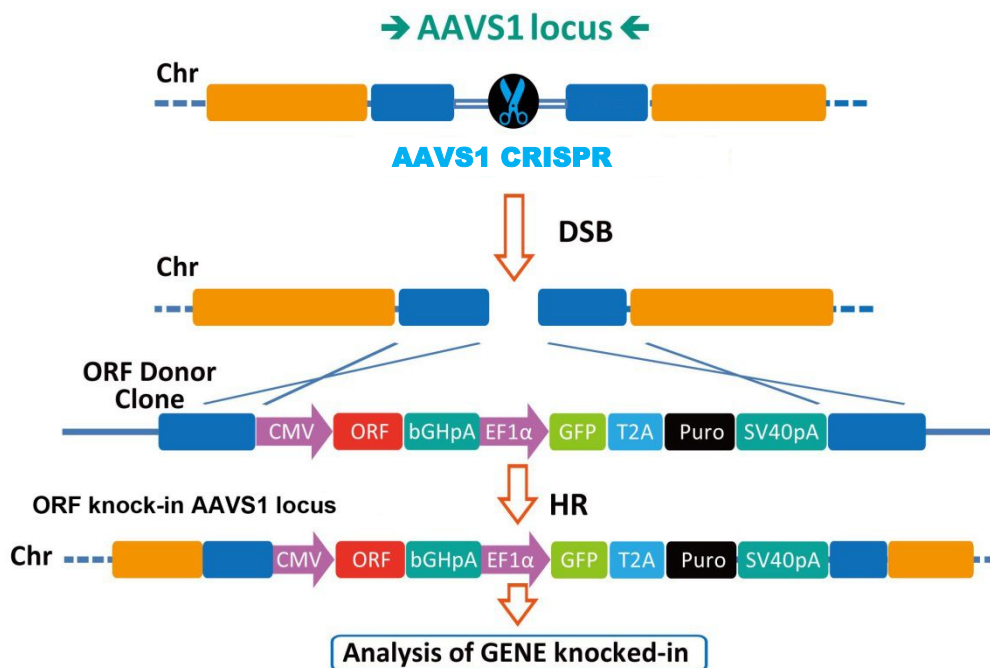 → AAVS1 locus ←
Chr
AAVS1 CRISPR
DSB
Chr
ORF Donor
Clone
CMV ORF bGHpA EF1α GFP T2A Puro SV40pA
HR
ORF knock-in AAVS1 locus
Chr
CMV ORF bGHpA EF1α GFP T2A Puro SV40pA
Analysis of GENE knocked-in